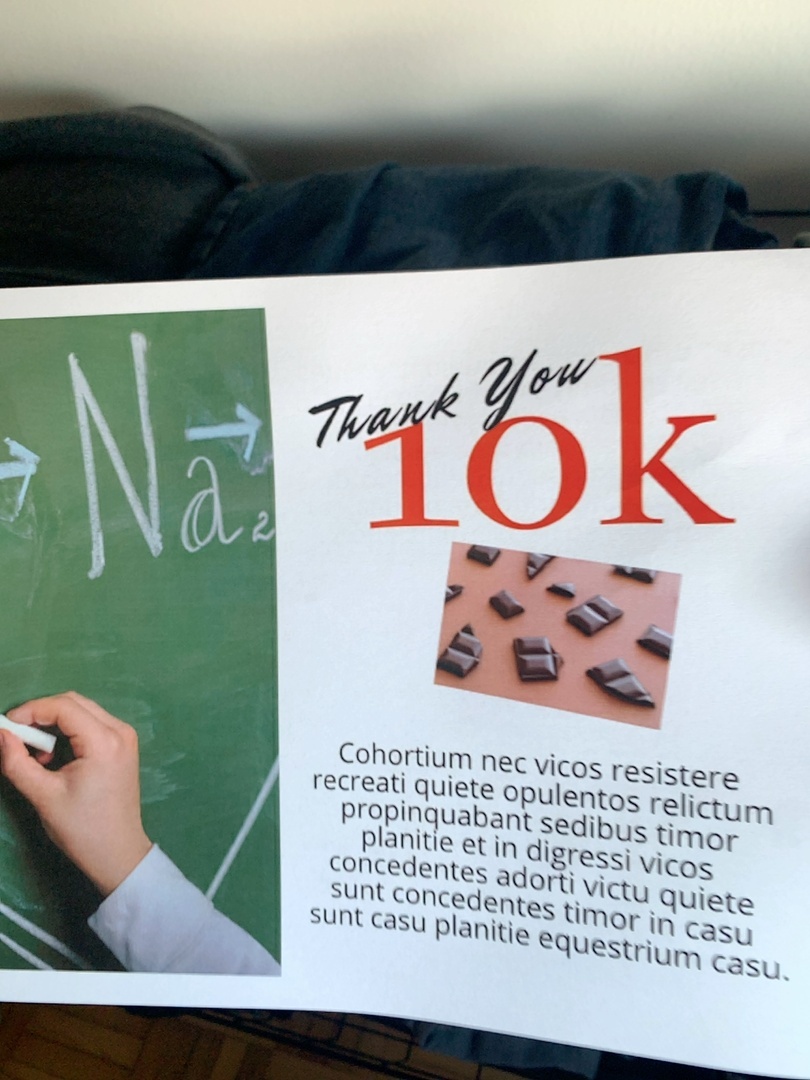 Na₂
Thank You
10k
Cohortium nec vicos resistere
recreati quiete opulentos relictum
propinquabant sedibus timor
planitie et in digressi vicos
concedentes adorti victu quiete
sunt concedentes timor in casu
sunt casu planitie equestrium casu.